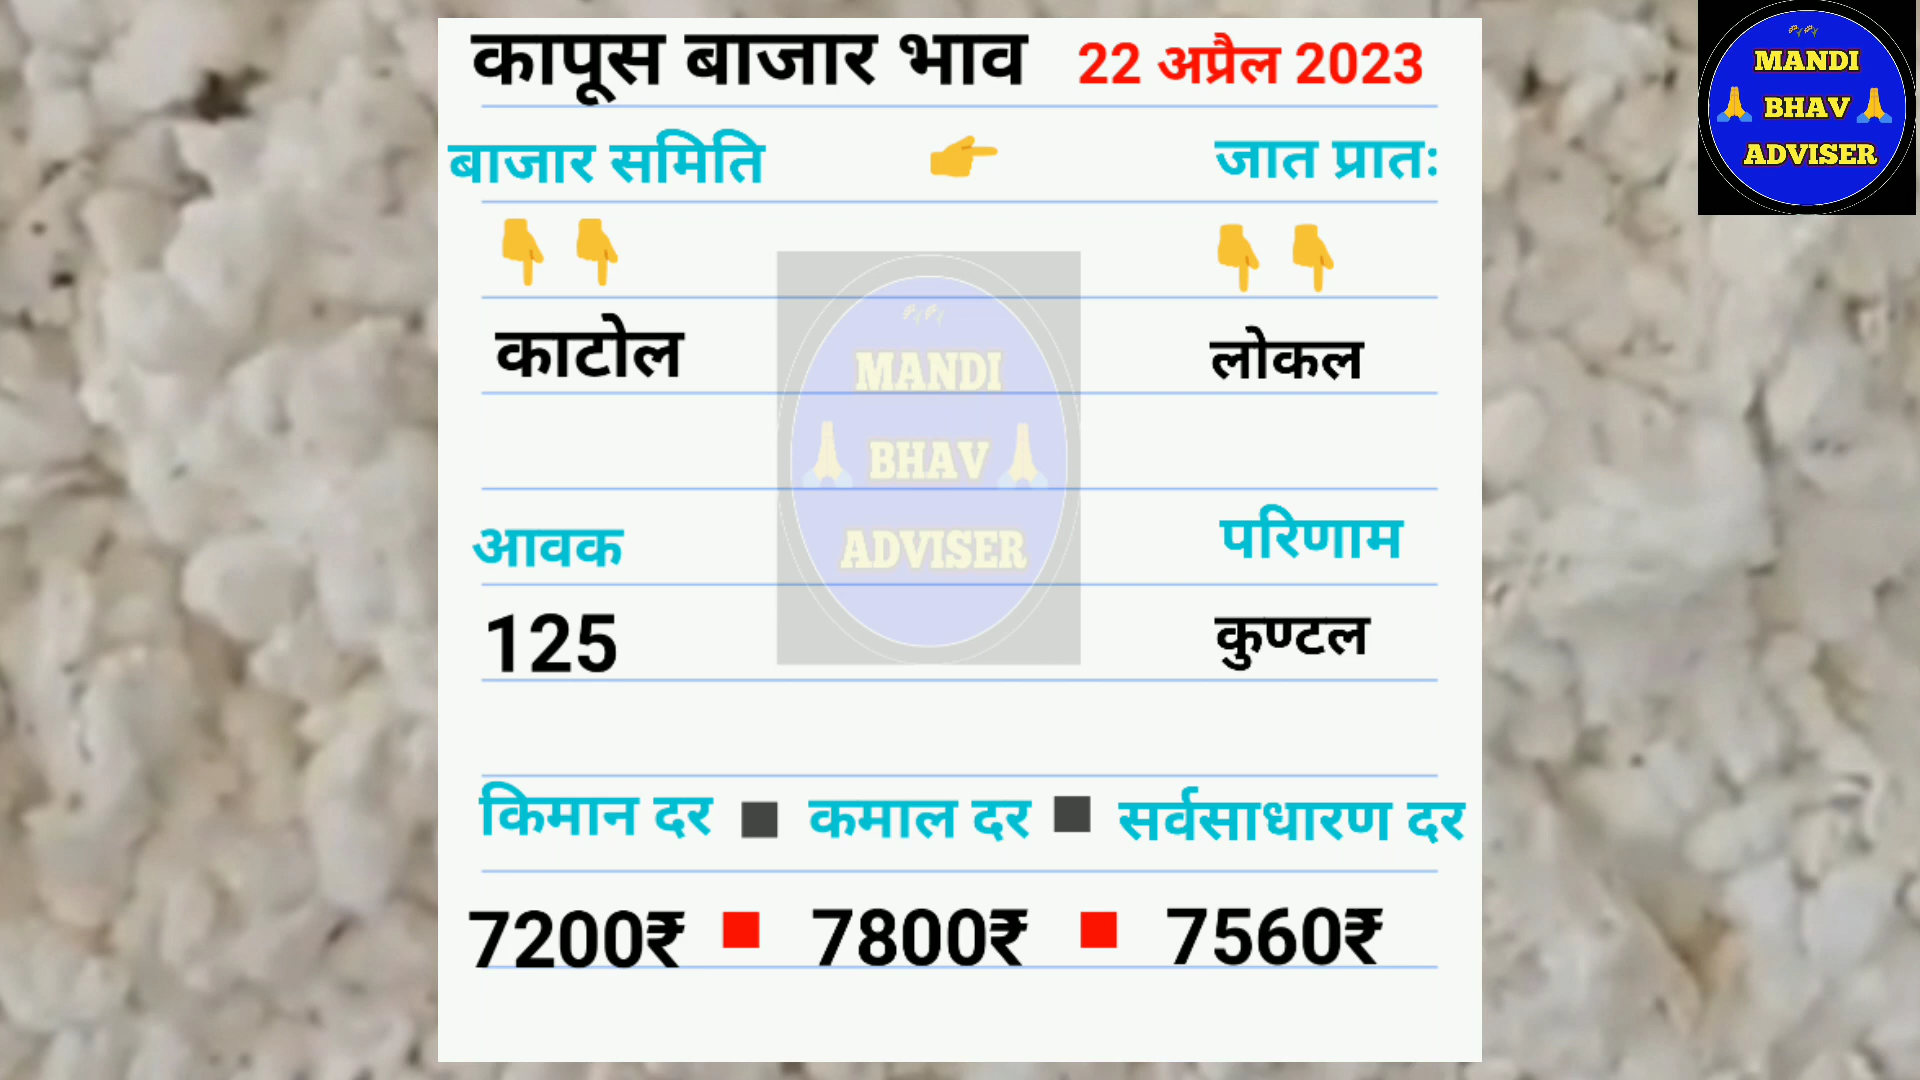 कापूस बाजार भाव 22 अप्रैल 2023
MANDI
BHAV
ADVISER
बाजार समिति 👉 जात प्रातः
👇 👇 👇 👇
काटोल लोकल
MANDI
BHAV
ADVISER
आवक परिणाम
125 कुण्टल
किमान दर ◼ कमाल दर ◼ सर्वसाधारण दर
7200₹ 7800₹ 7560₹